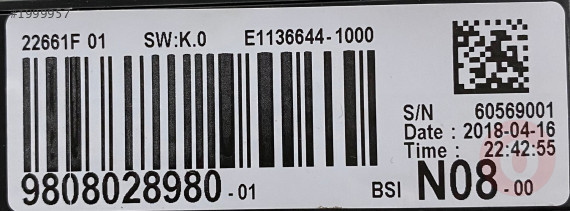 #1999957
22661F 01 SW:K.0 E1136644-1000
S/N 60569001
Date : 2018-04-16
Time : 22:42:55
9808028980-01 BSI N08-00